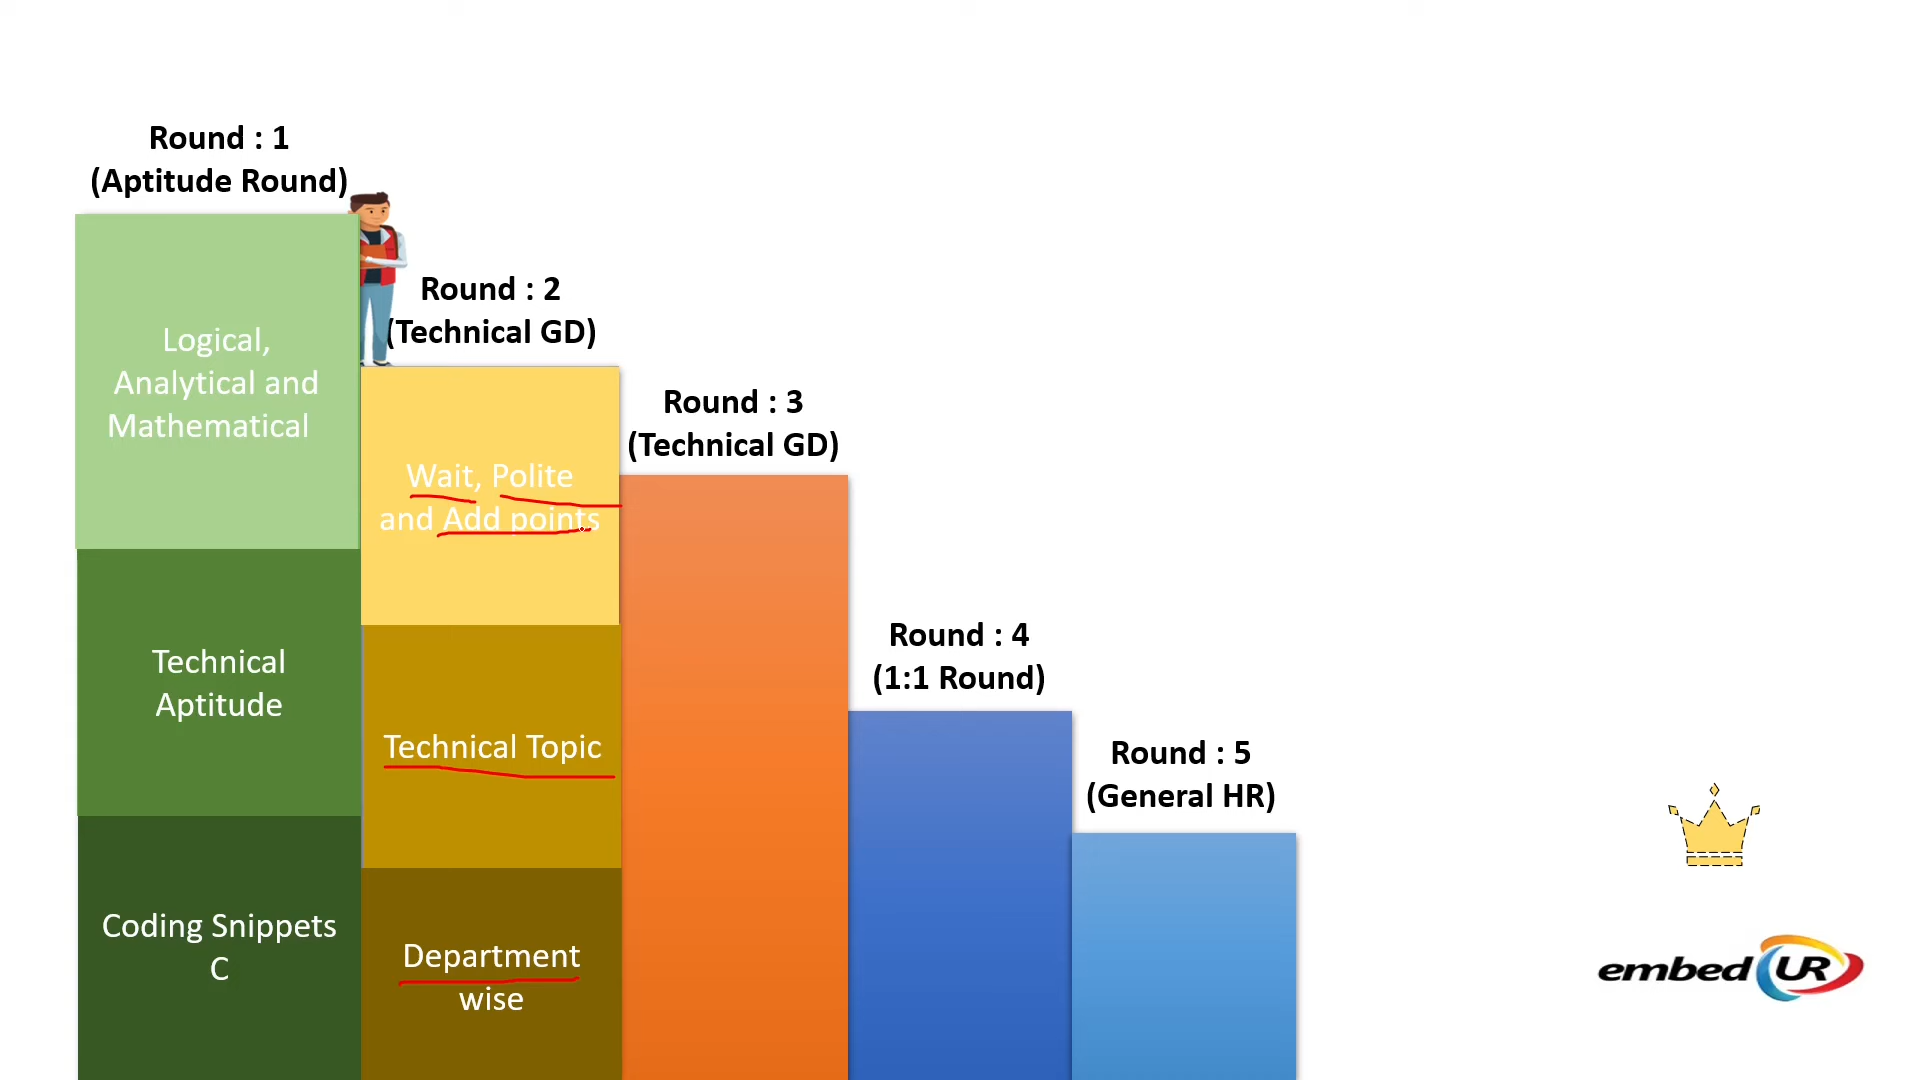 Round : 1
(Aptitude Round)
Logical,
Analytical and
Mathematical
Technical
Aptitude
Coding Snippets
C
Round : 2
(Technical GD)
Wait, Polite
and Add points
Technical Topic
Department
wise
Round : 3
(Technical GD)
Round : 4
(1:1 Round)
Round : 5
(General HR)
embed UR